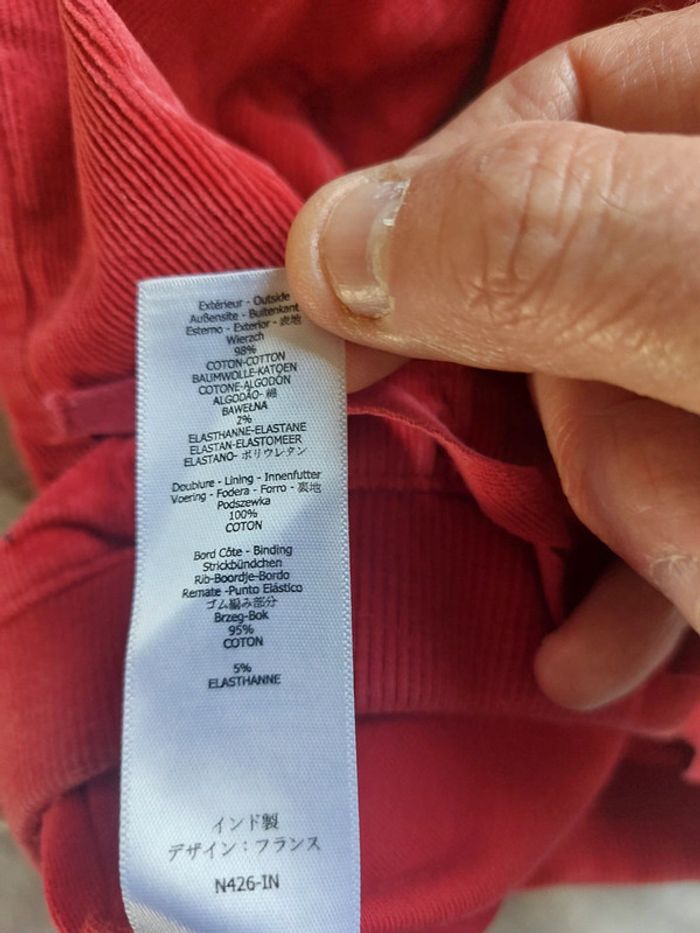 Extérieur - Outside
Außensite - Buitenkant
Esterno - Exterior - 表地
Wierzch
98%
COTON-COTTON
BAUMWOLLE-KATOEN
COTONE-ALGODÓN
ALGODÃO- 綿
BAWEŁNA
2%
ELASTHANNE-ELASTANE
ELASTAN-ELASTOMEER
ELASTANO- ポリウレタン
Doublure - Lining - Innenfutter
Voering - Fodera - Forro - 裏地
Podszewka
100%
COTON
Bord Côte - Binding
Strickbündchen
Rib-Boordje-Bordo
Remate -Punto Elástico
ゴム編み部分
Brzeg-Bok
95%
COTON
5%
ELASTHANNE
インド製
デザイン：フランス
N426-IN